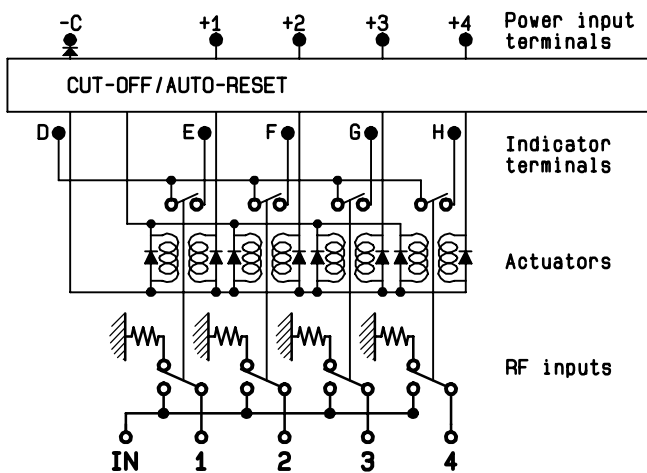 -C +1 +2 +3 +4 Power input
terminals
CUT-OFF/AUTO-RESET
D E F G H Indicator
terminals
Actuators
RF inputs
IN 1 2 3 4